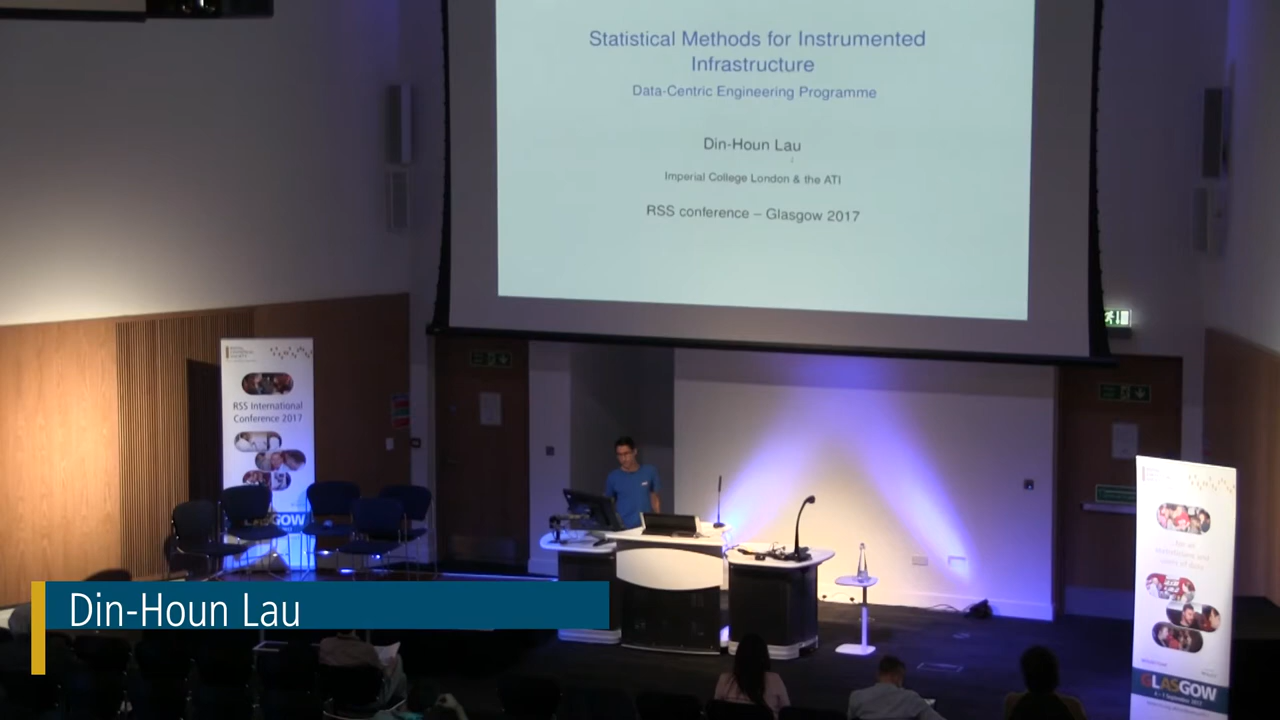 Statistical Methods for Instrumented
Infrastructure
Data-Centric Engineering Programme
Din-Houn Lau
Imperial College London & the ATI
RSS conference – Glasgow 2017
RSS International
Conference 2017
GLASGOW
Din-Houn Lau
GLASGOW